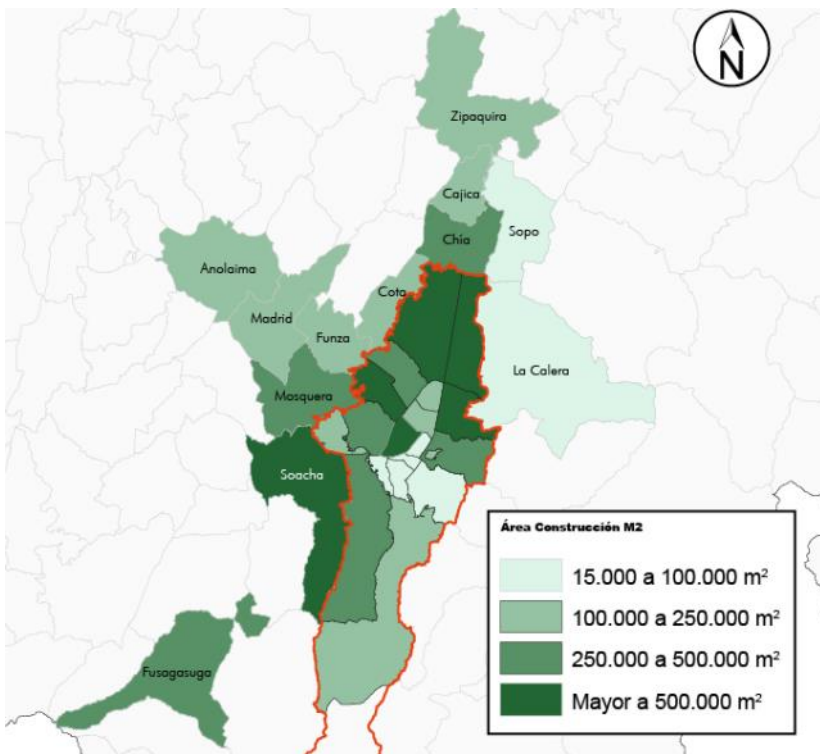 N
Zipaquira
Cajica
Chía
Sopo
Anolaima
Cota
Madrid
Funza
La Calera
Mosquera
Soacha
Fusagasuga
Área Construcción M2
15.000 a 100.000 m²
100.000 a 250.000 m²
250.000 a 500.000 m²
Mayor a 500.000 m²